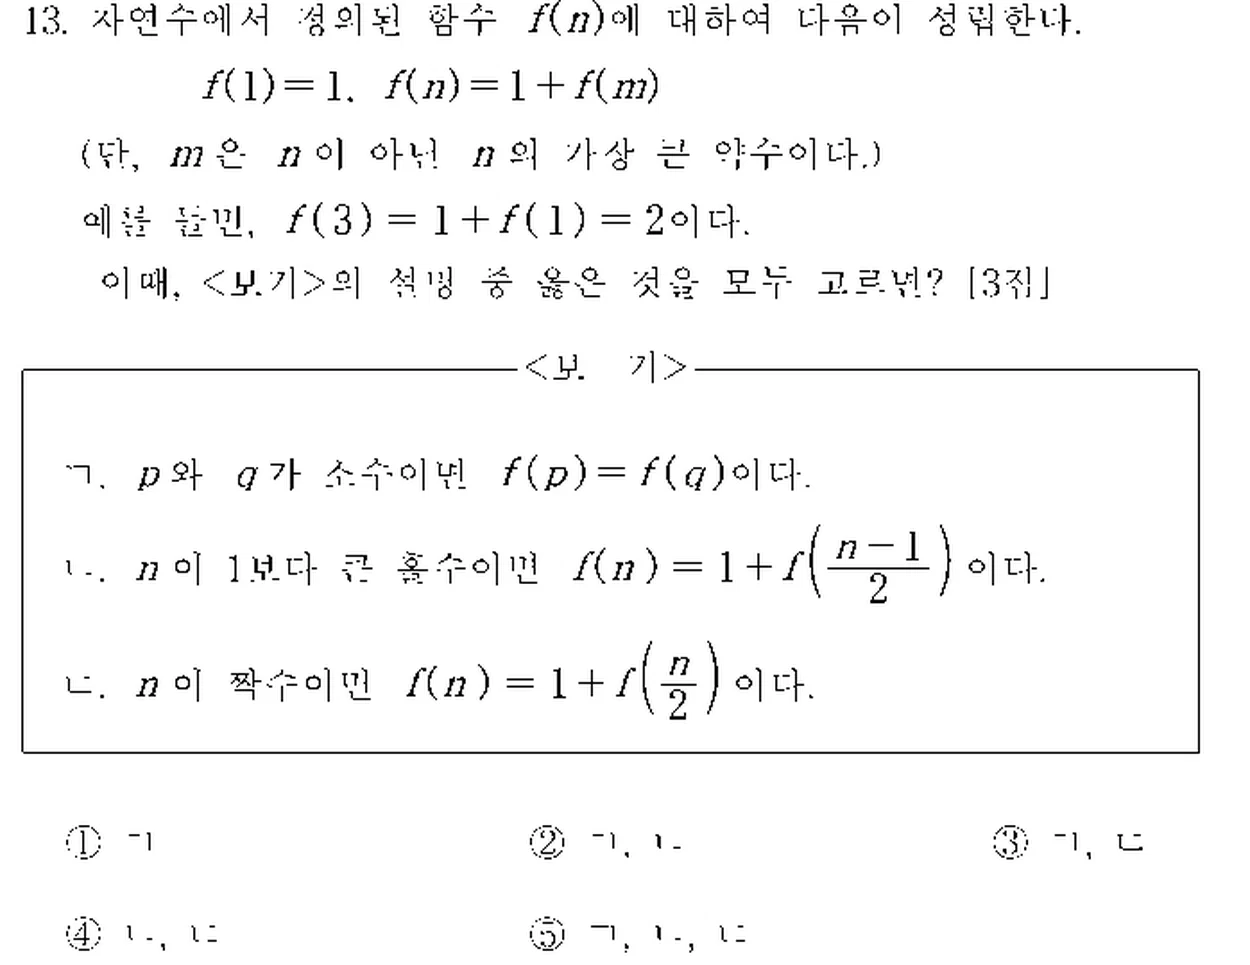 13. 자연수에서 정의된 함수 f(n)에 대하여 다음이 성립한다.
f(1)=1, f(n)=1+f(m)
(단, m은 n이 아닌 n의 가장 큰 약수이다.)
예를 들면, f(3)=1+f(1)=2이다.
이때, <보기>의 설명 중 옳은 것을 모두 고르면? [3점]
<보 기>
ㄱ. p와 q가 소수이면 f(p)=f(q)이다.
ㄴ. n이 1보다 큰 홀수이면 f(n)=1+f((n-1)/2)이다.
ㄷ. n이 짝수이면 f(n)=1+f(n/2)이다.
① ㄱ ② ㄱ, ㄴ ③ ㄱ, ㄷ
④ ㄴ, ㄷ ⑤ ㄱ, ㄴ, ㄷ